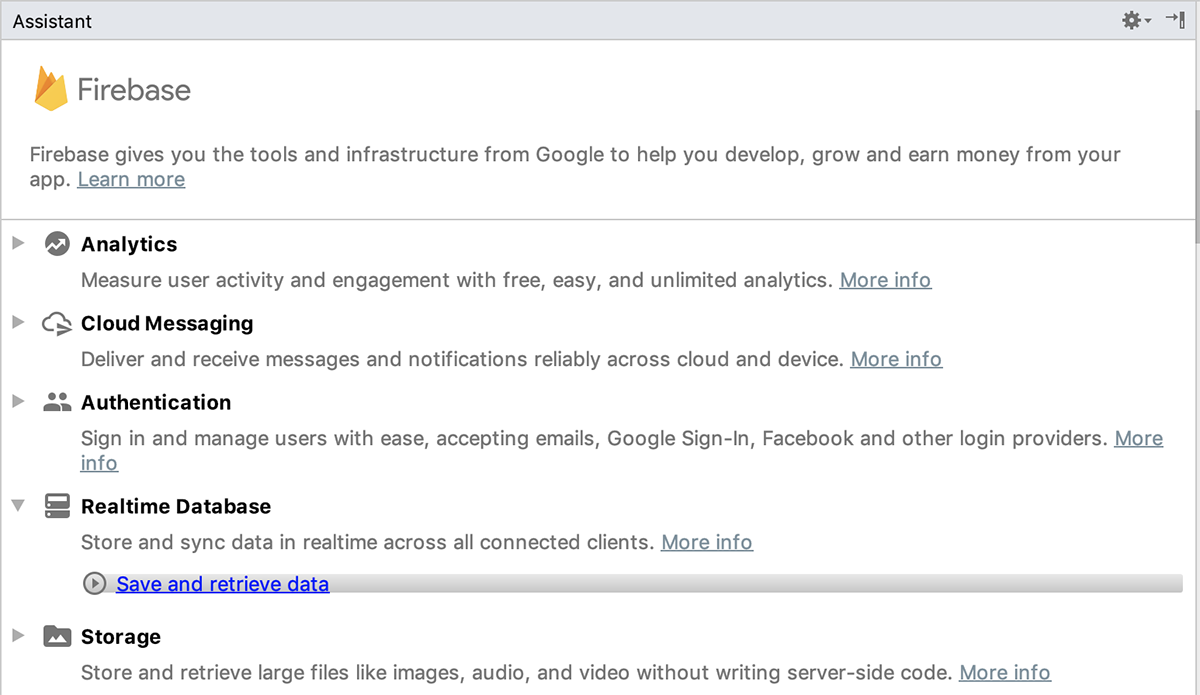 Assistant
Firebase
Firebase gives you the tools and infrastructure from Google to help you develop, grow and earn money from your
app. Learn more
Analytics
Measure user activity and engagement with free, easy, and unlimited analytics. More info
Cloud Messaging
Deliver and receive messages and notifications reliably across cloud and device. More info
Authentication
Sign in and manage users with ease, accepting emails, Google Sign-In, Facebook and other login providers. More
info
Realtime Database
Store and sync data in realtime across all connected clients. More info
Save and retrieve data
Storage
Store and retrieve large files like images, audio, and video without writing server-side code. More info